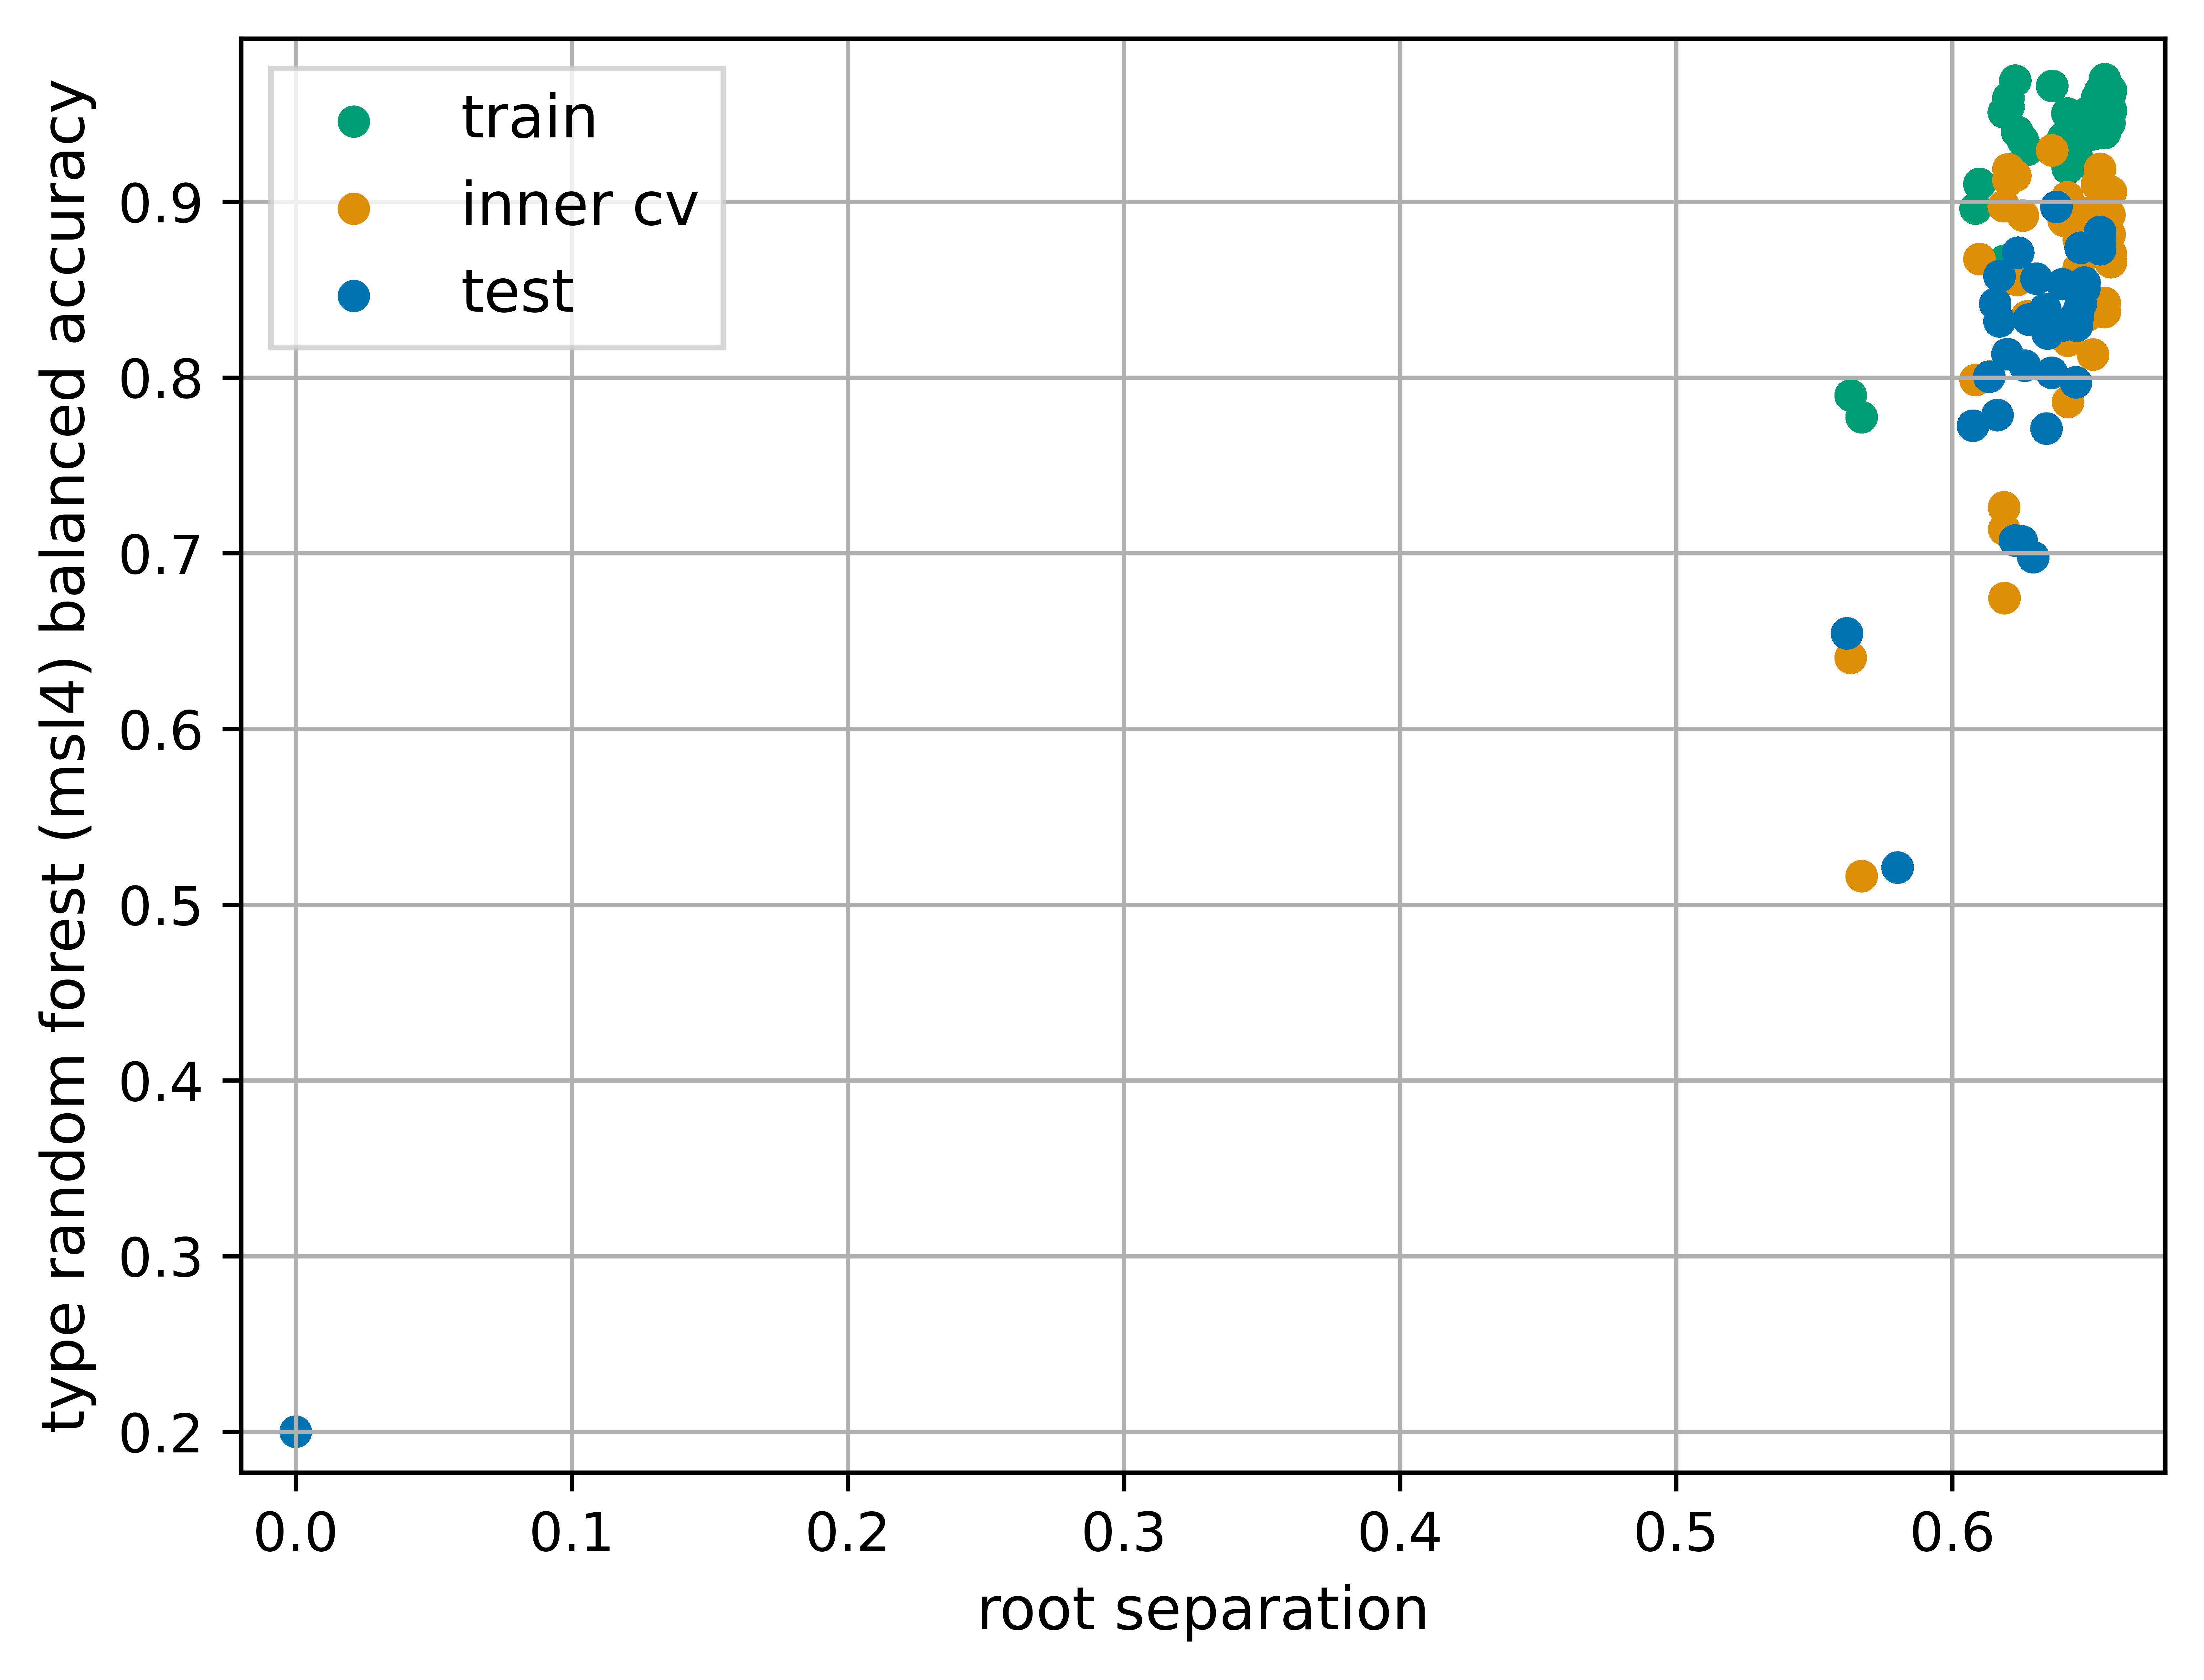 train
inner cv
test
type random forest (msl4) balanced accuracy
0.9
0.8
0.7
0.6
0.5
0.4
0.3
0.2
0.0 0.1 0.2 0.3 0.4 0.5 0.6
root separation